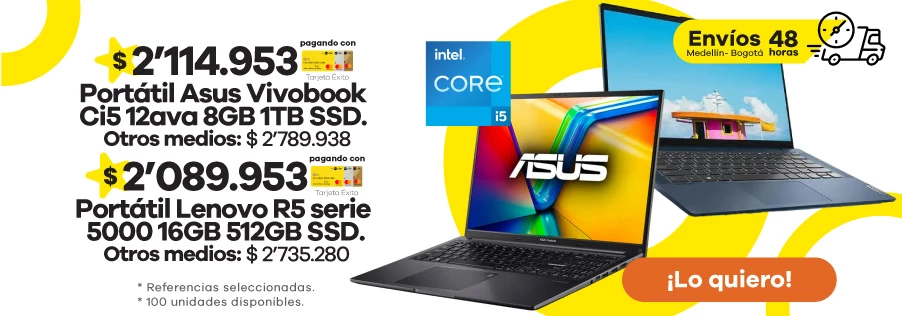 pagando con
$ 2'114.953
Tarjeta Éxito
Portátil Asus Vivobook
Ci5 12ava 8GB 1TB SSD.
Otros medios: $ 2'789.938
pagando con
$ 2'089.953
Tarjeta Éxito
Portátil Lenovo R5 serie
5000 16GB 512GB SSD.
Otros medios: $ 2'735.280
* Referencias seleccionadas.
* 100 unidades disponibles.
intel.
CORE
i5
ASUS
Envíos 48
Medellín- Bogotá horas
¡Lo quiero!